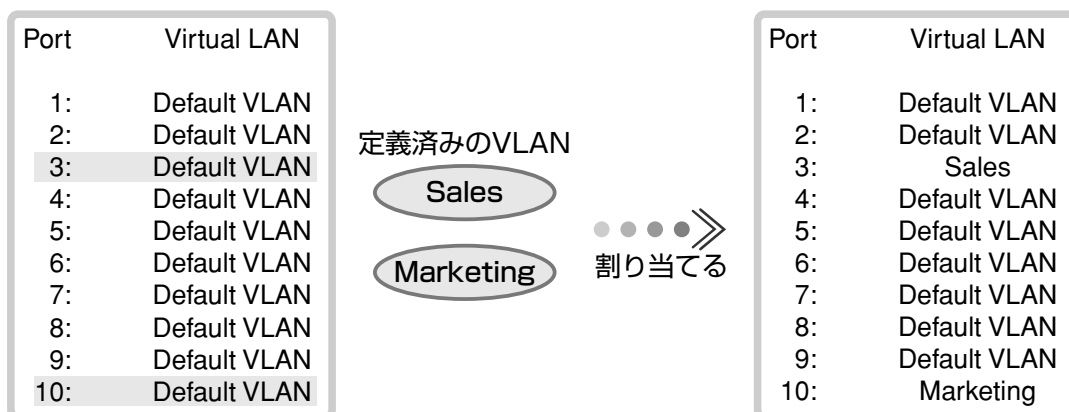 Port Virtual LAN
1: Default VLAN
2: Default VLAN
3: Default VLAN
4: Default VLAN
5: Default VLAN
6: Default VLAN
7: Default VLAN
8: Default VLAN
9: Default VLAN
10: Default VLAN
定義済みのVLAN
Sales
Marketing
割り当てる
Port Virtual LAN
1: Default VLAN
2: Default VLAN
3: Sales
4: Default VLAN
5: Default VLAN
6: Default VLAN
7: Default VLAN
8: Default VLAN
9: Default VLAN
10: Marketing